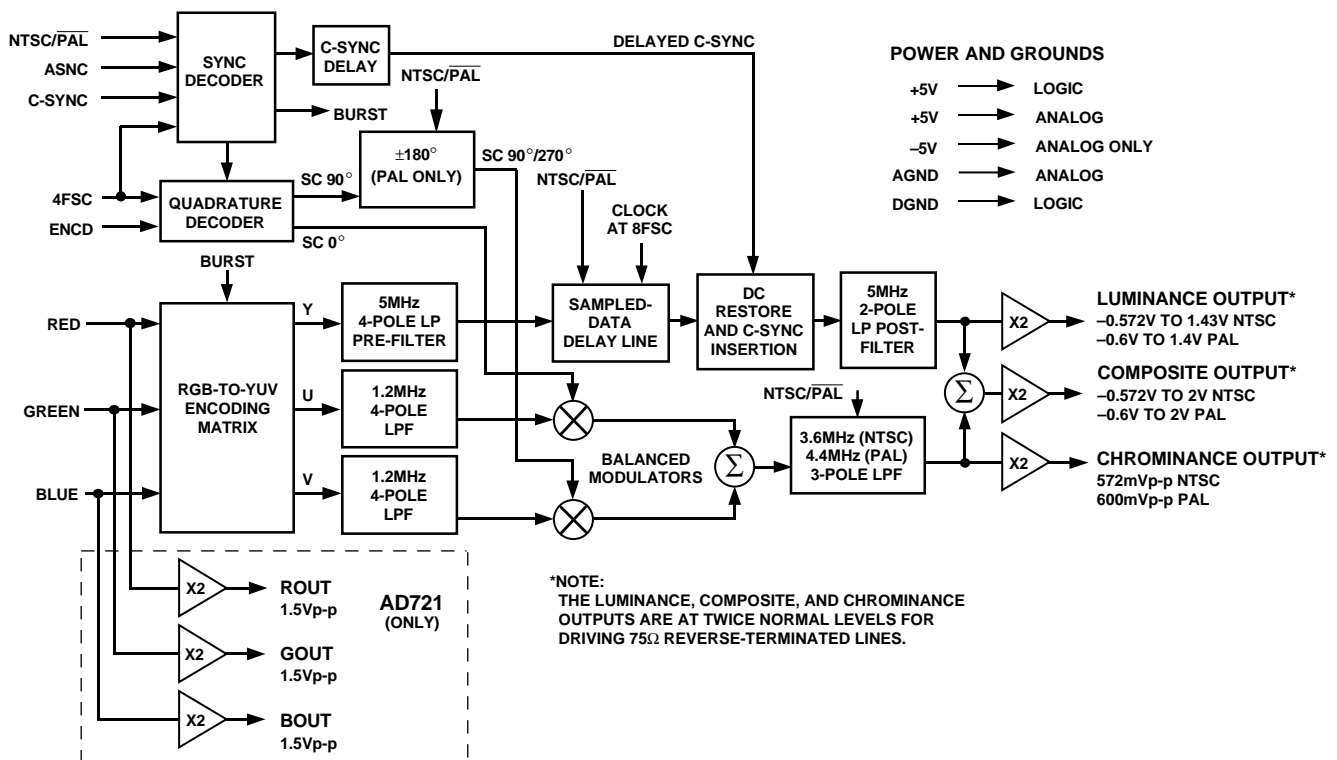 NTSC/PAL
ASNC
C-SYNC
4FSC
ENCD
SYNC
DECODER
C-SYNC
DELAY
DELAYED C-SYNC
NTSC/PAL
BURST
±180°
(PAL ONLY)
SC 90°
SC 90°/270°
QUADRATURE
DECODER
SC 0°
BURST
NTSC/PAL
CLOCK
AT 8FSC
POWER AND GROUNDS
+5V LOGIC
+5V ANALOG
–5V ANALOG ONLY
AGND ANALOG
DGND LOGIC
RED
GREEN
BLUE
RGB-TO-YUV
ENCODING
MATRIX
Y
U
V
5MHz
4-POLE LP
PRE-FILTER
1.2MHz
4-POLE
LPF
1.2MHz
4-POLE
LPF
SAMPLED-
DATA
DELAY LINE
DC
RESTORE
AND C-SYNC
INSERTION
5MHz
2-POLE
LP POST-
FILTER
BALANCED
MODULATORS
Σ
NTSC/PAL
3.6MHz (NTSC)
4.4MHz (PAL)
3-POLE LPF
Σ
X2
LUMINANCE OUTPUT*
–0.572V TO 1.43V NTSC
–0.6V TO 1.4V PAL
X2
COMPOSITE OUTPUT*
–0.572V TO 2V NTSC
–0.6V TO 2V PAL
X2
CHROMINANCE OUTPUT*
572mVp-p NTSC
600mVp-p PAL
X2
ROUT
1.5Vp-p
X2
GOUT
1.5Vp-p
X2
BOUT
1.5Vp-p
AD721
(ONLY)
*NOTE:
THE LUMINANCE, COMPOSITE, AND CHROMINANCE
OUTPUTS ARE AT TWICE NORMAL LEVELS FOR
DRIVING 75Ω REVERSE-TERMINATED LINES.